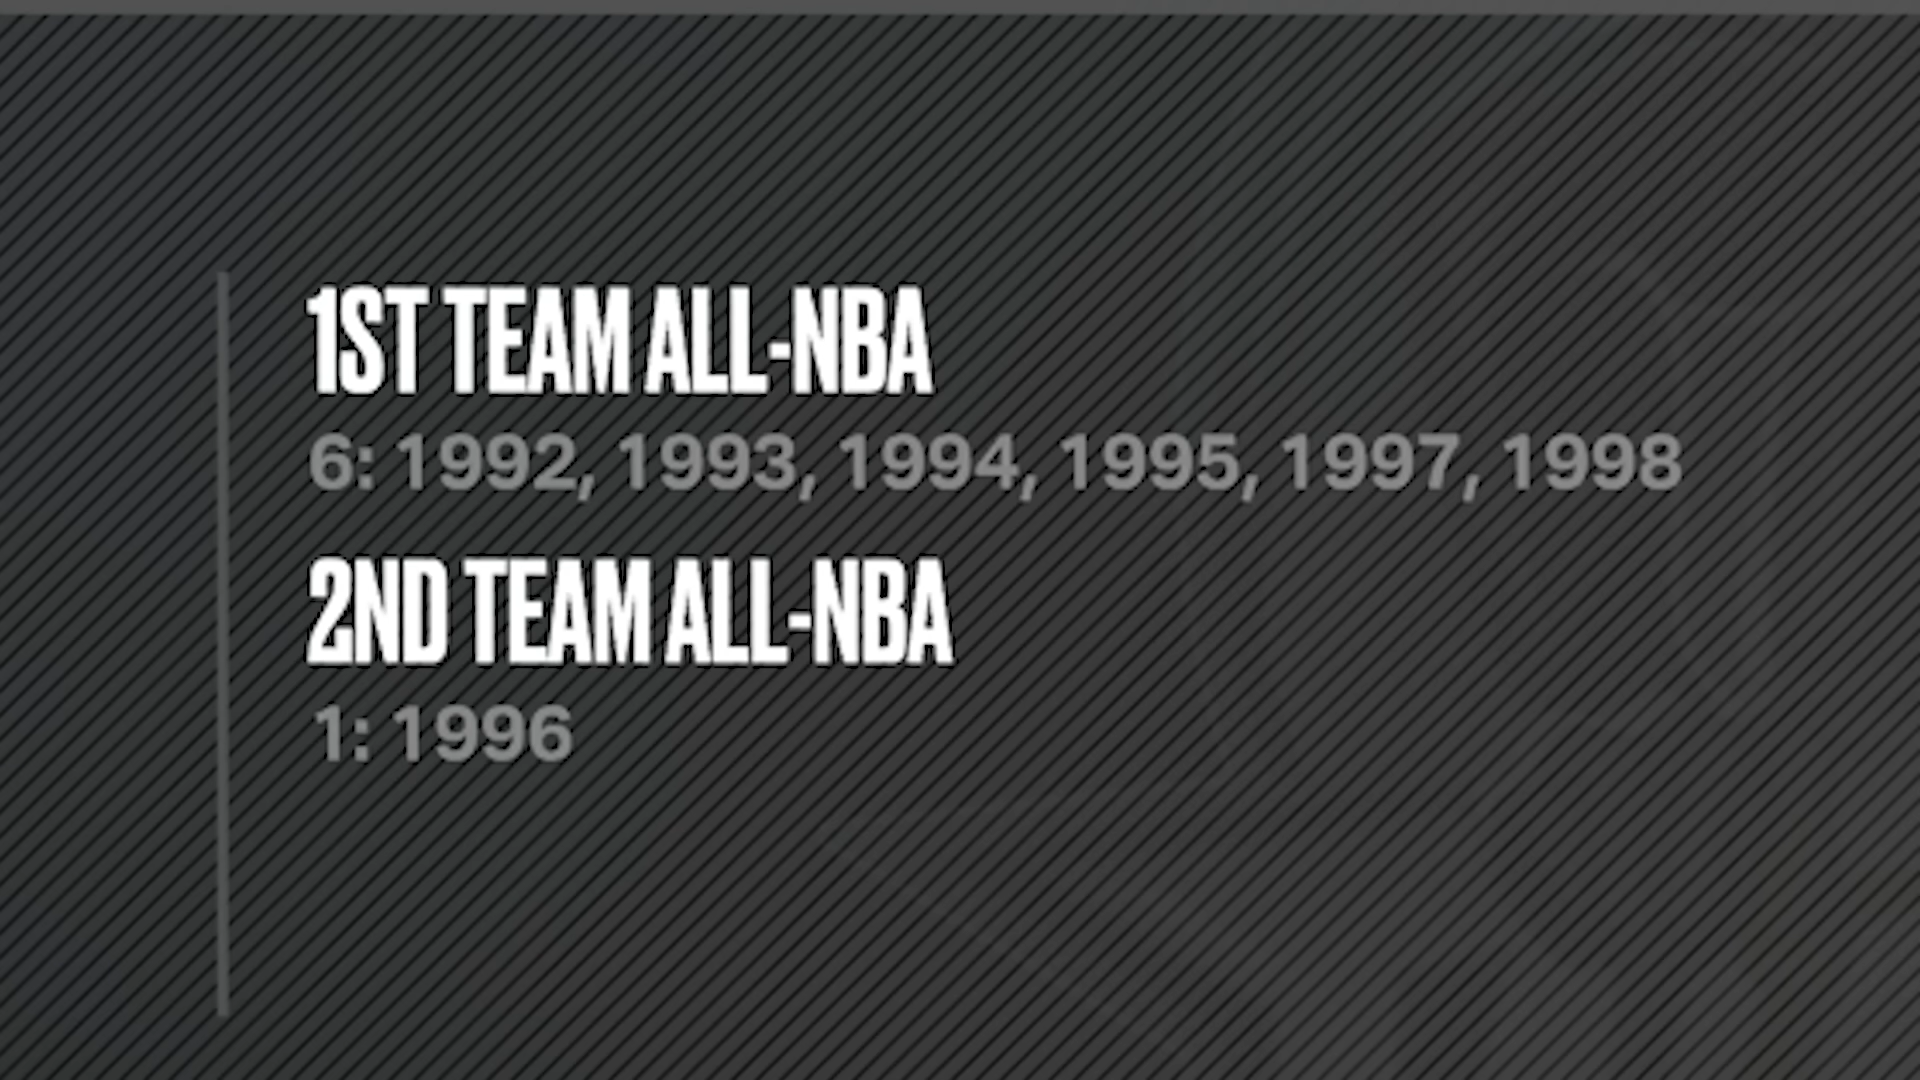 1ST TEAM ALL-NBA
6: 1992, 1993, 1994, 1995, 1997, 1998
2ND TEAM ALL-NBA
1: 1996